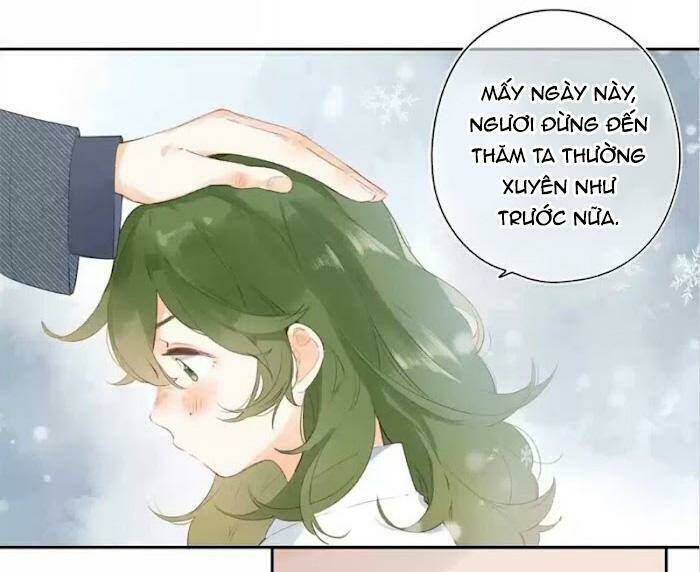 MẤY NGÀY NÀY,
NGƯƠI ĐỪNG ĐẾN
THĂM TA THƯỜNG
XUYÊN NHƯ
TRƯỚC NỮA.